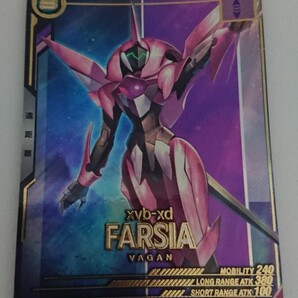 xvb-xd
FARSIA
VAGAN
MOBILITY 240
LONG RANGE ATK 380
SHORT RANGE ATK 100